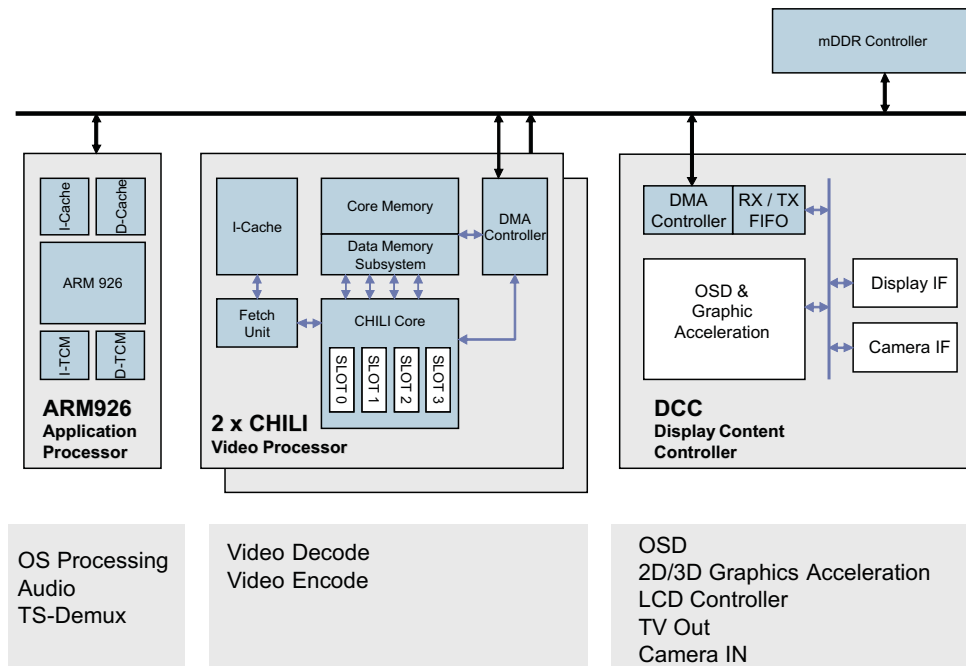 mDDR Controller
I-Cache
D-Cache
ARM 926
I-TCM
D-TCM
ARM926
Application
Processor
I-Cache
Core Memory
Data Memory
Subsystem
DMA
Controller
Fetch
Unit
CHILI Core
SLOT 0
SLOT 1
SLOT 2
SLOT 3
2 x CHILI
Video Processor
DMA
Controller
RX / TX
FIFO
OSD &
Graphic
Acceleration
Display IF
Camera IF
DCC
Display Content
Controller
OS Processing
Audio
TS-Demux
Video Decode
Video Encode
OSD
2D/3D Graphics Acceleration
LCD Controller
TV Out
Camera IN